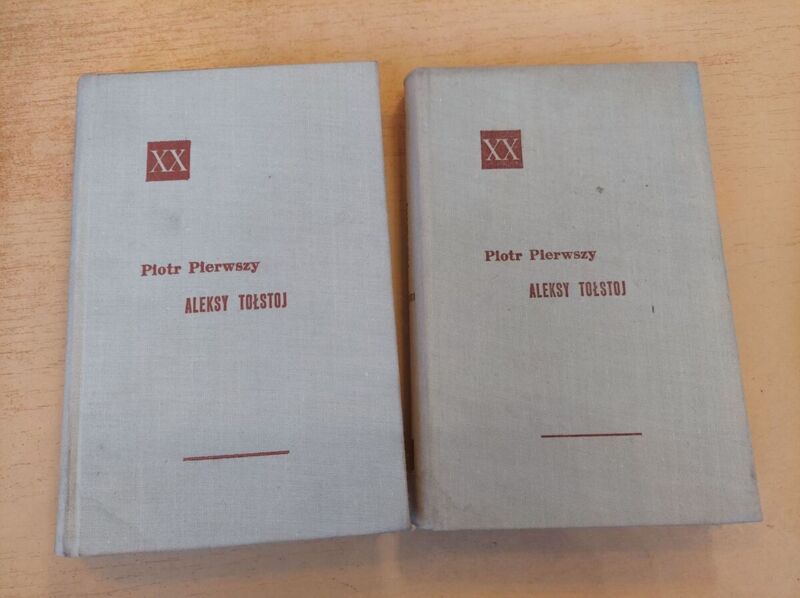 XX
Piotr Pierwszy
ALEKSY TOŁSTOJ
XX
Piotr Pierwszy
ALEKSY TOŁSTOJ